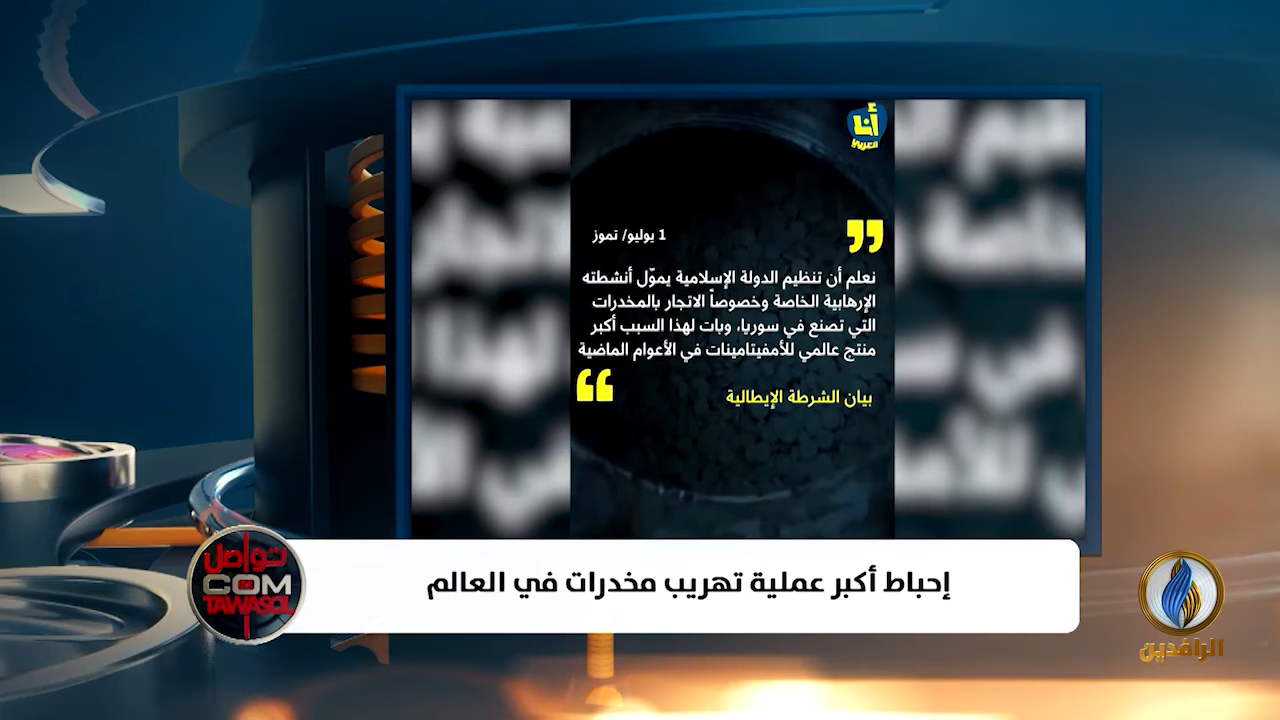 أنا
العربي
1 يوليو/ تموز
نعلم أن تنظيم الدولة الإسلامية يموّل أنشطته
الإرهابية الخاصة وخصوصاً الاتجار بالمخدرات
التي تصنع في سوريا، وبات لهذا السبب أكبر
منتج عالمي للأمفيتامينات في الأعوام الماضية
بيان الشرطة الإيطالية
إحباط أكبر عملية تهريب مخدرات في العالم
تواصل
COM
TAWASOL
الرافدين